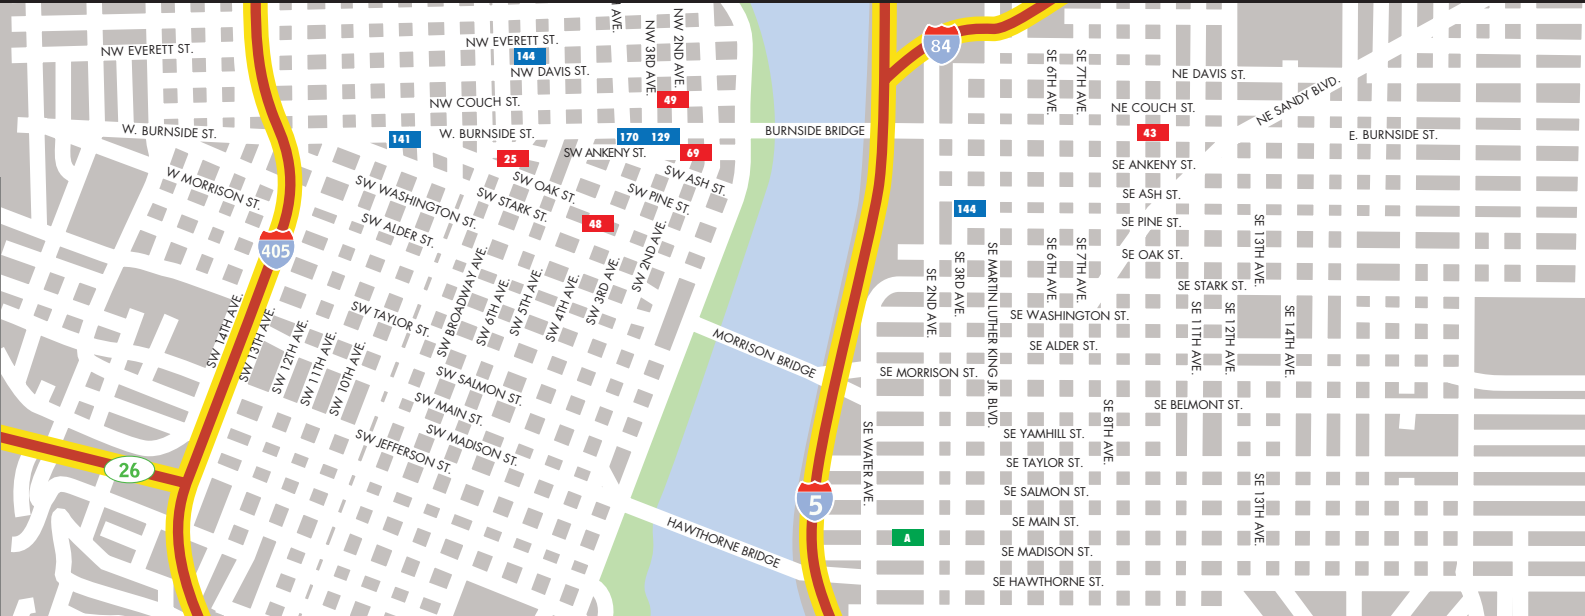 NW EVERETT ST.
NW EVERETT ST.
144
NW DAVIS ST.
NW COUCH ST.
W. BURNSIDE ST.
W. BURNSIDE ST.
141
AVE.
NW 3RD AVE.
NW 2ND AVE.
49
170
129
69
25
SW ANKENY ST.
SW ASH ST.
SW PINE ST.
SW OAK ST.
SW STARK ST.
48
SW WASHINGTON ST.
SW ALDER ST.
W MORRISON ST.
405
SW TAYLOR ST.
SW SALMON ST.
SW MAIN ST.
SW MADISON ST.
SW JEFFERSON ST.
SW 14TH AVE.
SW 13TH AVE.
SW 12TH AVE.
SW 11TH AVE.
SW 10TH AVE.
SW BROADWAY AVE.
SW 6TH AVE.
SW 5TH AVE.
SW 4TH AVE.
SW 3RD AVE.
SW 2ND AVE.
26
BURNSIDE BRIDGE
MORRISON BRIDGE
HAWTHORNE BRIDGE
84
5
SE 6TH AVE.
SE 7TH AVE.
NE DAVIS ST.
NE COUCH ST.
NE SANDY BLVD.
43
E. BURNSIDE ST.
SE ANKENY ST.
SE ASH ST.
144
SE PINE ST.
SE OAK ST.
SE STARK ST.
SE WASHINGTON ST.
SE ALDER ST.
SE MORRISON ST.
SE BELMONT ST.
SE YAMHILL ST.
SE TAYLOR ST.
SE SALMON ST.
SE MAIN ST.
SE MADISON ST.
SE HAWTHORNE ST.
SE WATER AVE.
SE 2ND AVE.
SE 3RD AVE.
SE MARTIN LUTHER KING JR. BLVD.
SE 6TH AVE.
SE 7TH AVE.
SE 8TH AVE.
SE 11TH AVE.
SE 12TH AVE.
SE 13TH AVE.
SE 14TH AVE.
SE 13TH AVE.
A